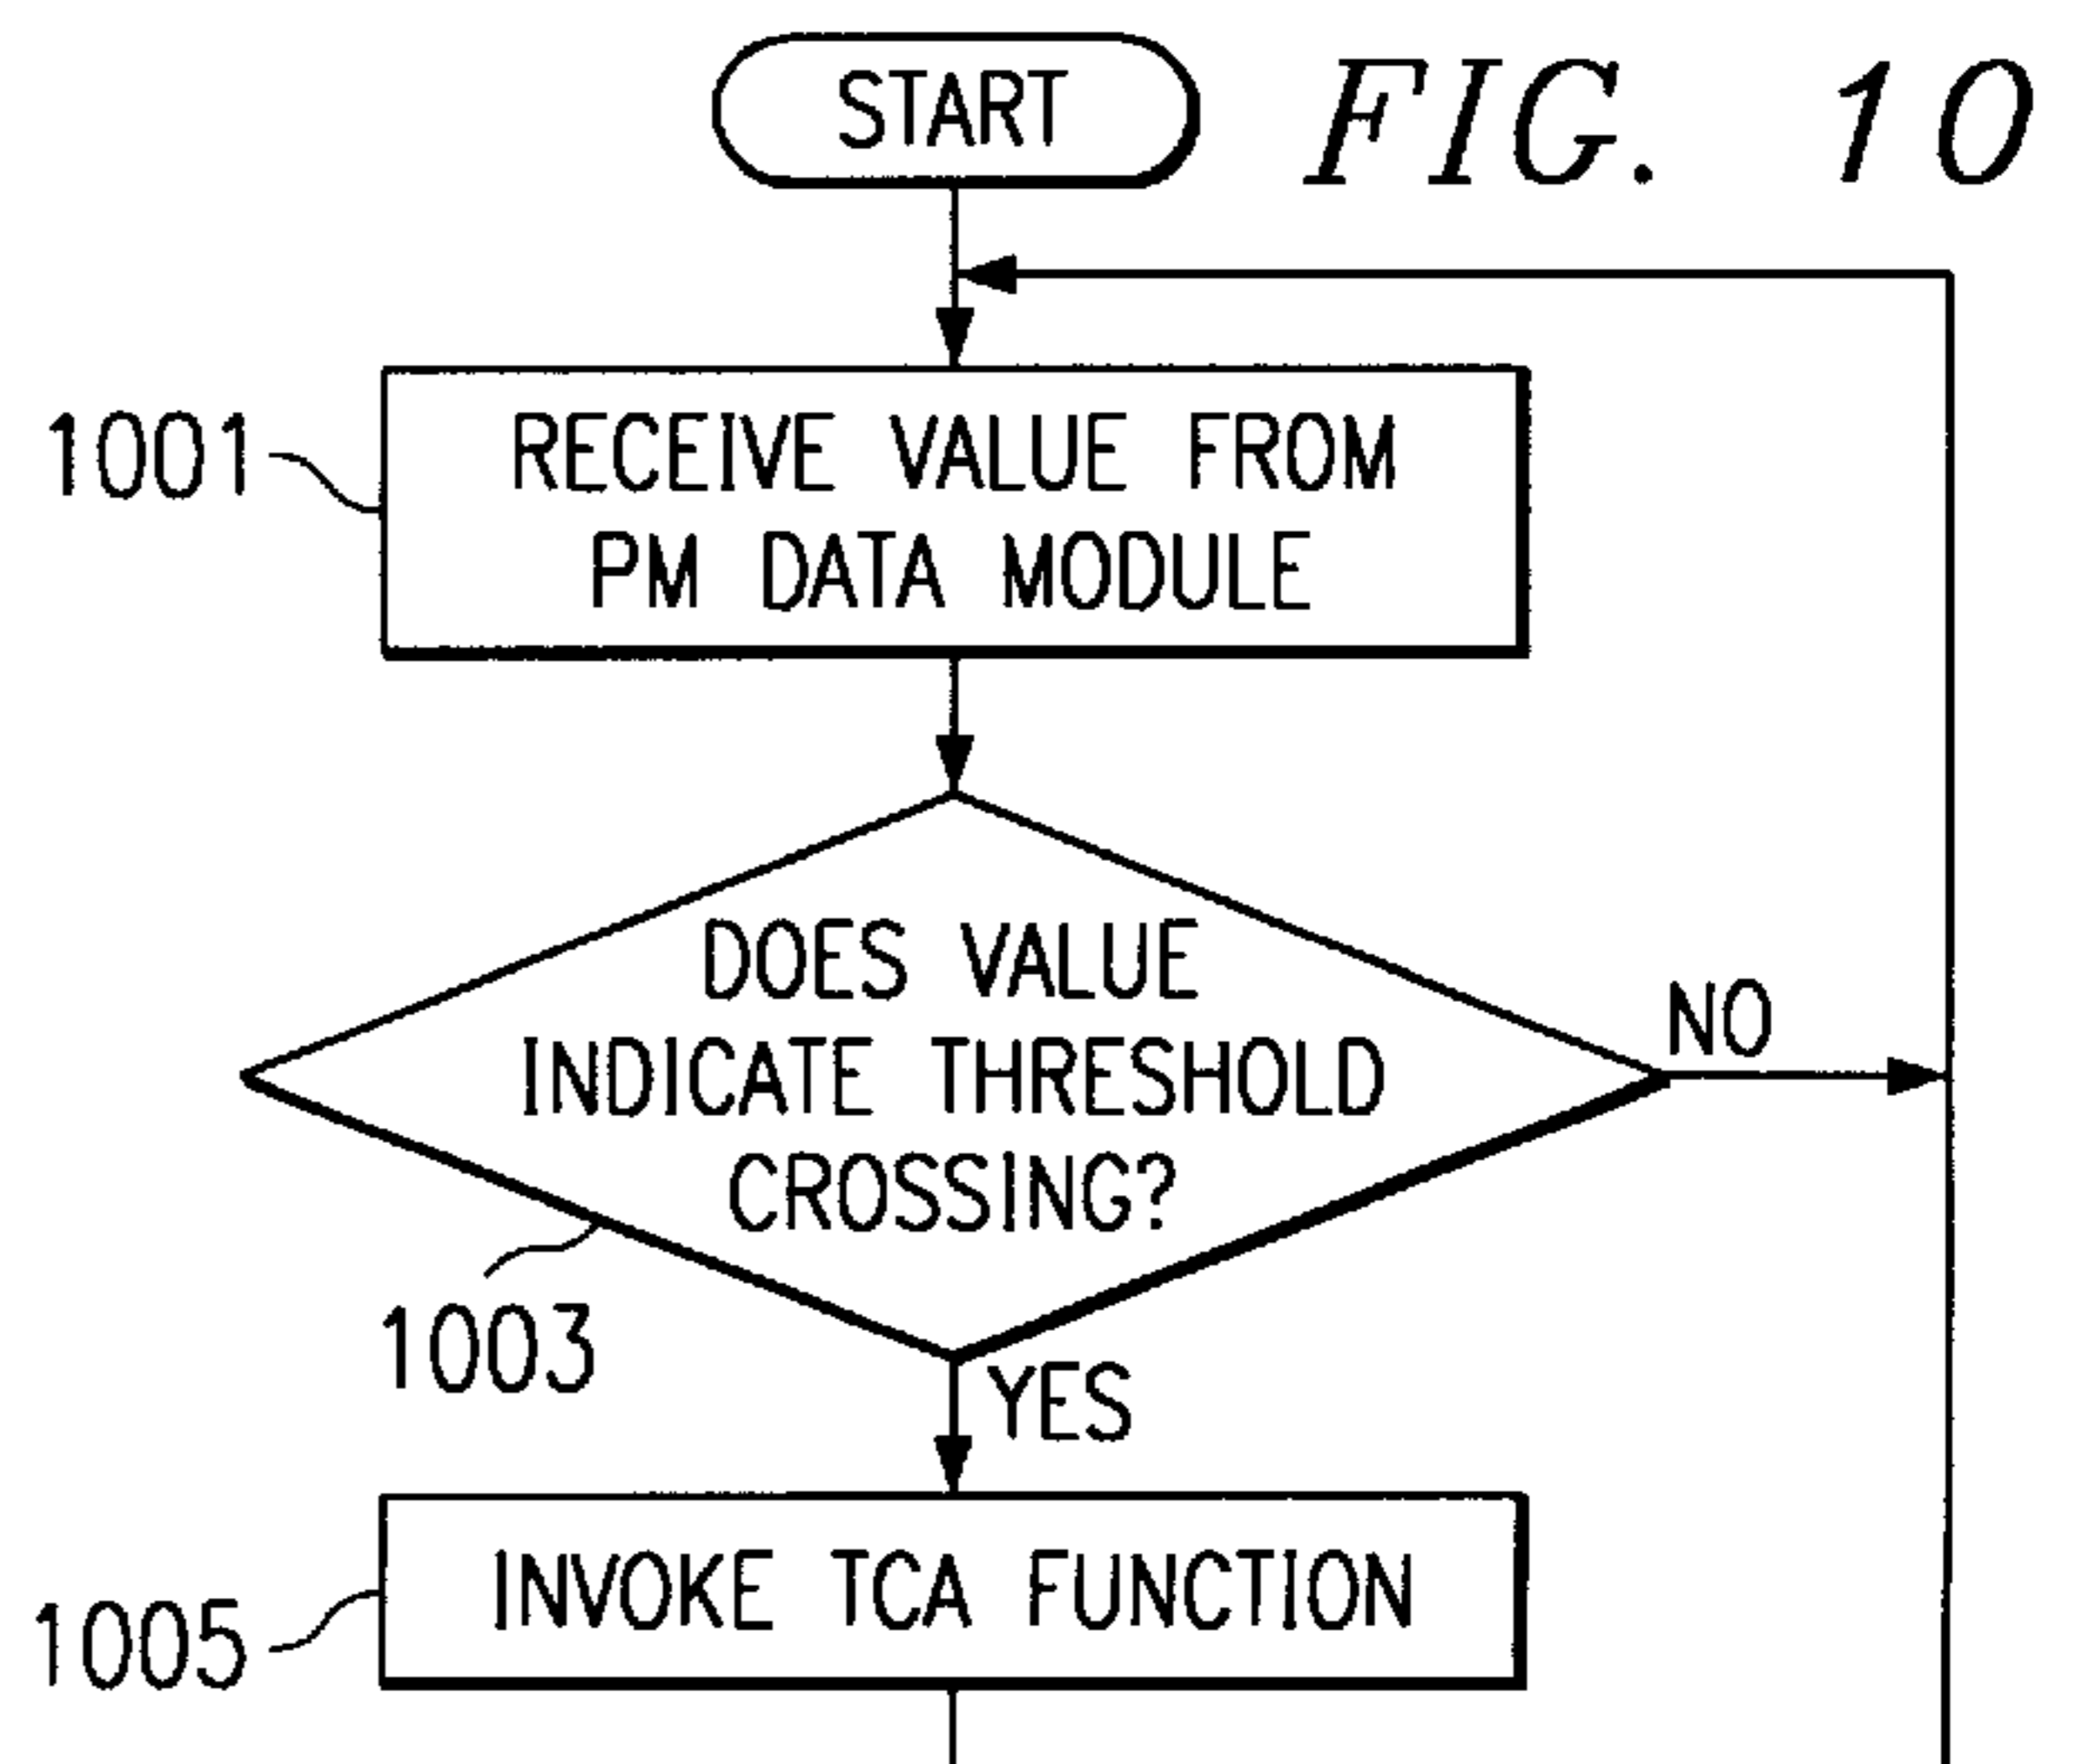 START
FIG. 10
1001
RECEIVE VALUE FROM
PM DATA MODULE
DOES VALUE
INDICATE THRESHOLD
CROSSING?
NO
1003
YES
INVOKE TCA FUNCTION
1005